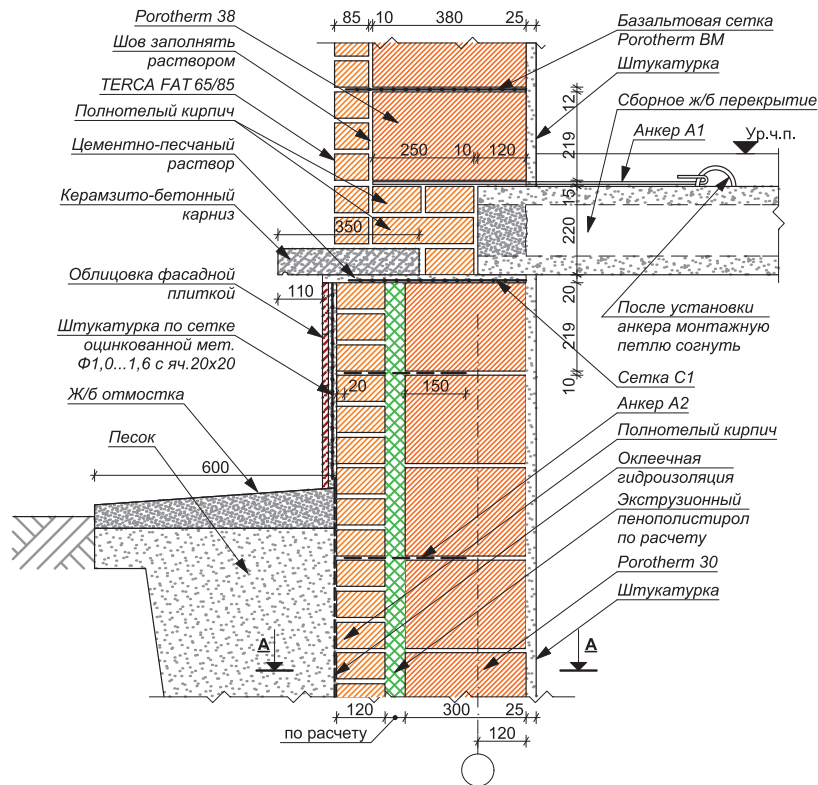 85 10 380 25
Porotherm 38
Шов заполнять
раствором
TERCA FAT 65/85
Полнотелый кирпич
Цементно-песчаный
раствор
Керамзито-бетонный
карниз
350
Облицовка фасадной
плиткой
110
Штукатурка по сетке
оцинкованной мет.
Ф1,0...1,6 с яч.20х20
Ж/б отмостка
Песок
600
250 10 120
20 150
Базальтовая сетка
Porotherm BM
Штукатурка
Сборное ж/б перекрытие
Анкер А1
Ур.ч.п.
12
219
15
220
20
219
10
После установки
анкера монтажную
петлю согнуть
Сетка С1
Анкер А2
Полнотелый кирпич
Оклеечная
гидроизоляция
Экструзионный
пенополистирол
по расчету
Porotherm 30
Штукатурка
А А
120 300 25
по расчету
120